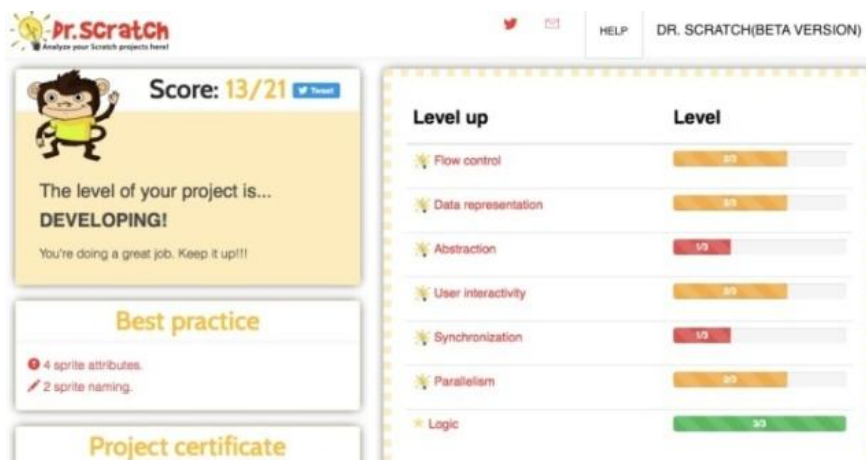 Dr.Scratch
Analyze your Scratch projects here!
HELP
DR. SCRATCH(BETA VERSION)
Score: 13/21
Tweet
The level of your project is...
DEVELOPING!
You're doing a great job. Keep it up!!!
Best practice
4 sprite attributes.
2 sprite naming.
Project certificate
Level up Level
Flow control 2/3
Data representation 2/3
Abstraction 1/3
User interactivity 2/3
Synchronization 1/3
Parallelism 2/3
Logic 3/3